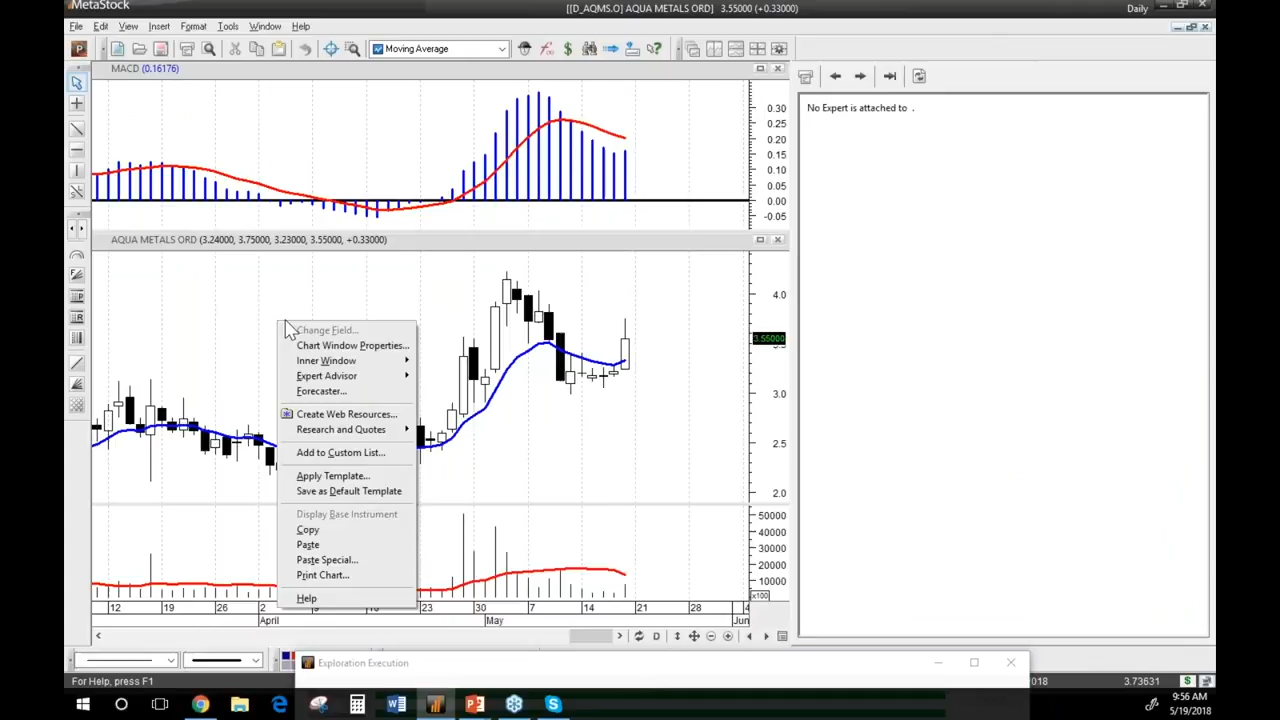 MetaStock
[[D_AQMS.O] AQUA METALS ORD]   3.55000 (+0.33000)
Daily
File Edit View Insert Format Tools Window Help
Moving Average
MACD (0.16176)
0.30
0.25
0.20
0.15
0.10
0.05
0.00
-0.05
No Expert is attached to .
AQUA METALS ORD (3.24000, 3.75000, 3.23000, 3.55000, +0.33000)
4.0
3.55000
3.0
2.5
2.0
Change Field...
Chart Window Properties...
Inner Window
Expert Advisor
Forecaster...
Create Web Resources...
Research and Quotes
Add to Custom List...
Apply Template...
Save as Default Template
Display Base Instrument
Copy
Paste
Paste Special...
Print Chart...
Help
50000
40000
30000
20000
10000
x100
12 19 26 2 9 23 30 7 14 21 28 4
April May Jun
D
Exploration Execution
For Help, press F1
2018 3.73631
9:56 AM
5/19/2018